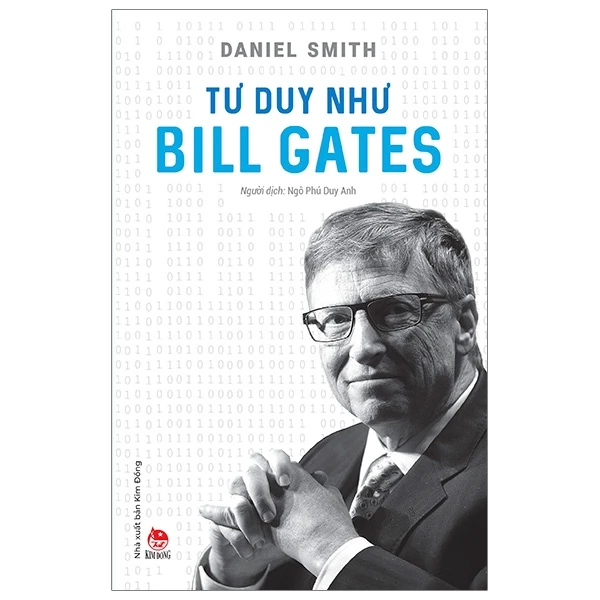 DANIEL SMITH
TƯ DUY NHƯ
BILL GATES
Người dịch: Ngô Phú Duy Anh
Nhà xuất bản Kim Đồng
KIM ĐỒNG